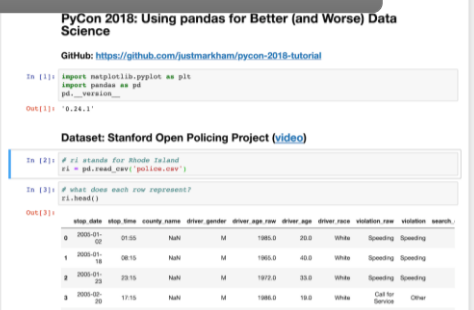 PyCon 2018: Using pandas for Better (and Worse) Data
Science
GitHub: https://github.com/justmarkham/pycon-2018-tutorial
In [1]: import matplotlib.pyplot as plt
import pandas as pd
pd.__version__
Out[1]: '0.24.1'
Dataset: Stanford Open Policing Project (video)
In [2]: # ri stands for Rhode Island
ri = pd.read_csv('police.csv')
In [3]: # what does each row represent?
ri.head()
Out[3]:
stop_date stop_time county_name driver_gender driver_age_raw driver_age driver_race violation_raw violation search_
0 2005-01-02 01:55 NaN M 1985.0 20.0 White Speeding Speeding
1 2005-01-18 08:15 NaN M 1965.0 40.0 White Speeding Speeding
2 2005-01-23 23:15 NaN M 1972.0 33.0 White Speeding Speeding
3 2005-02-20 17:15 NaN M 1986.0 19.0 White Call for Service Other